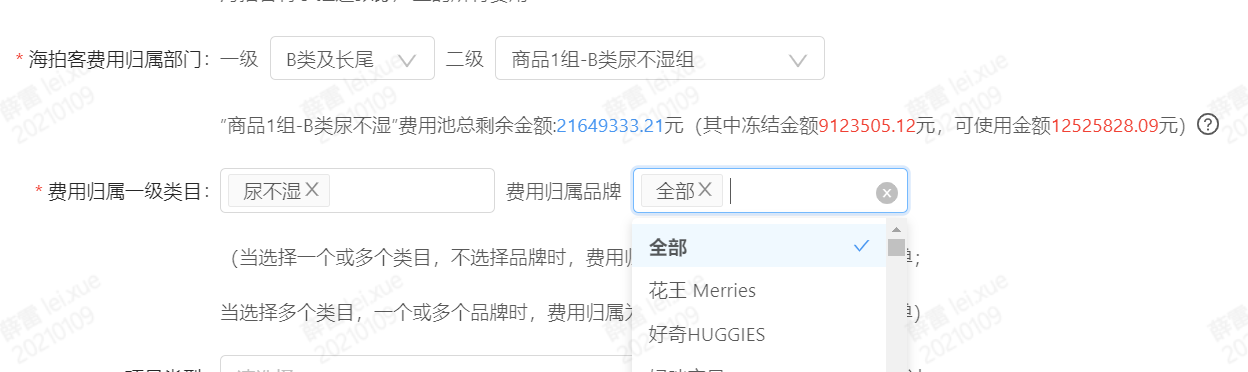 * 海拍客费用归属部门： 一级 B类及长尾 二级 商品1组-B类尿不湿组
"商品1组-B类尿不湿"费用池总剩余金额:21649333.21元（其中冻结金额9123505.12元，可使用金额12525828.09元）?
* 费用归属一级类目： 尿不湿X 费用归属品牌 全部X
（当选择一个或多个类目，不选择品牌时，费用
全部
花王 Merries
当选择多个类目，一个或多个品牌时，费用归属
好奇HUGGIES
薛蕾 lei.xue
20210109